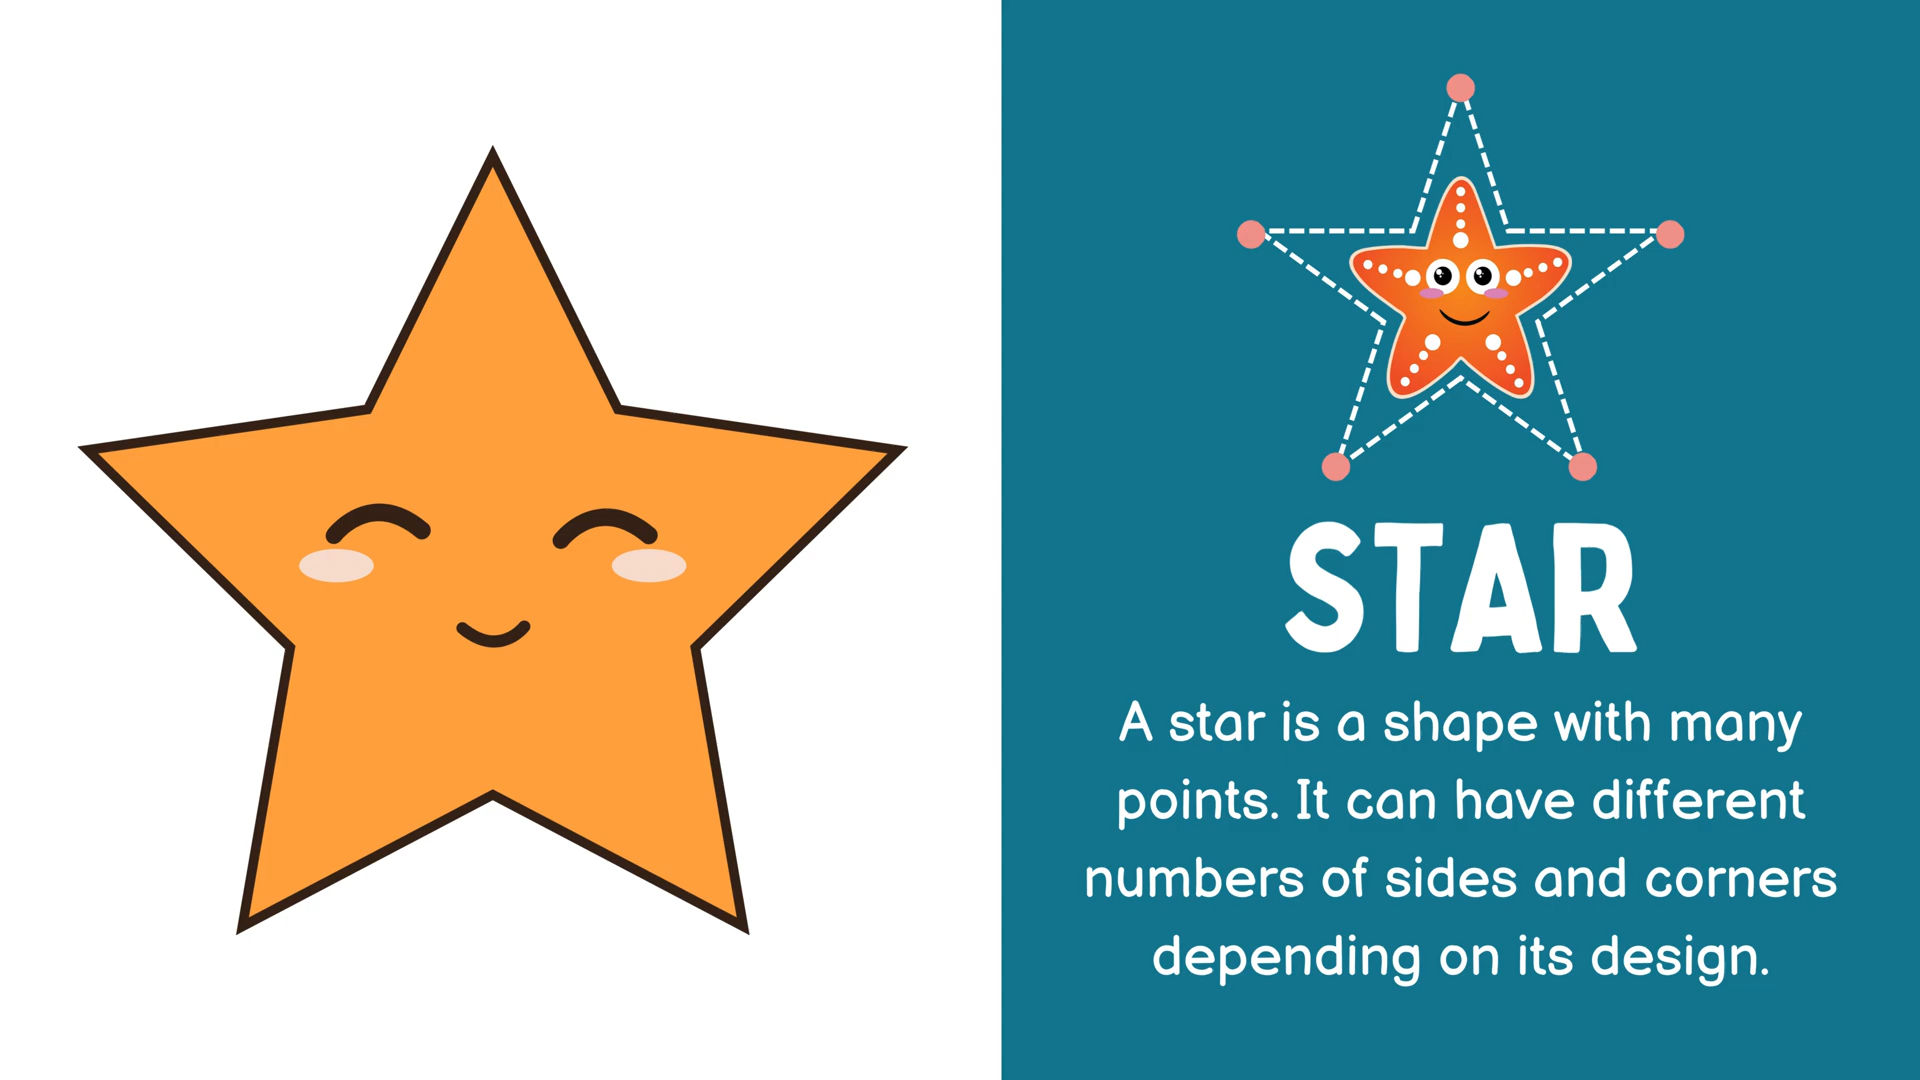 STAR
A star is a shape with many
points. It can have different
numbers of sides and corners
depending on its design.